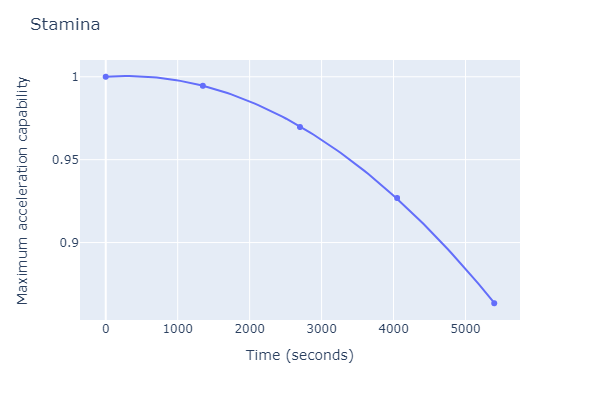 Stamina
Maximum acceleration capability
1
0.95
0.9
0 1000 2000 3000 4000 5000
Time (seconds)